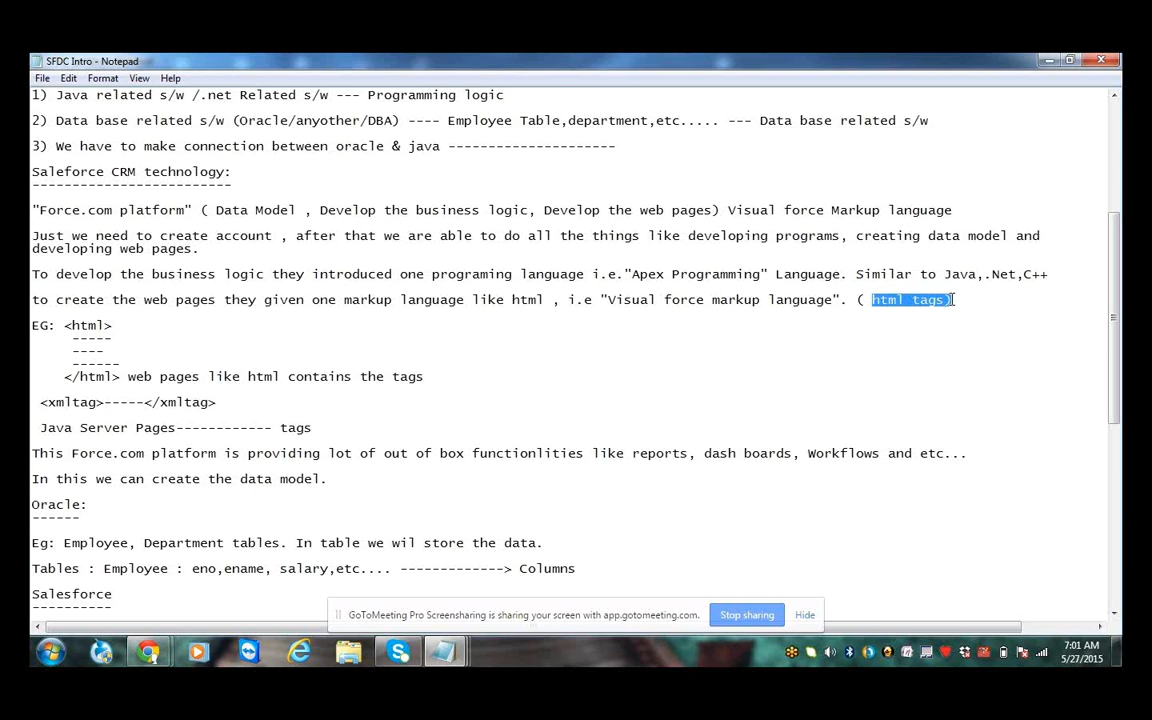 SFDC Intro - Notepad
File Edit Format View Help
1) Java related s/w /.net Related s/w --- Programming logic
2) Data base related s/w (Oracle/anyother/DBA) ---- Employee Table,department,etc..... --- Data base related s/w
3) We have to make connection between oracle & java ---------------------
Saleforce CRM technology:
-------------------------
"Force.com platform" ( Data Model , Develop the business logic, Develop the web pages) Visual force Markup language
Just we need to create account , after that we are able to do all the things like developing programs, creating data model and
developing web pages.
To develop the business logic they introduced one programing language i.e."Apex Programming" Language. Similar to Java,.Net,C++
to create the web pages they given one markup language like html , i.e "Visual force markup language". ( html tags)
EG: <html>
-----
----
------
</html> web pages like html contains the tags
<xmltag>-----</xmltag>
Java Server Pages------------ tags
This Force.com platform is providing lot of out of box functionlities like reports, dash boards, Workflows and etc...
In this we can create the data model.
Oracle:
------
Eg: Employee, Department tables. In table we wil store the data.
Tables : Employee : eno,ename, salary,etc.... -------------> Columns
Salesforce
----------
GoToMeeting Pro Screensharing is sharing your screen with app.gotomeeting.com. Stop sharing Hide
7:01 AM
5/27/2015